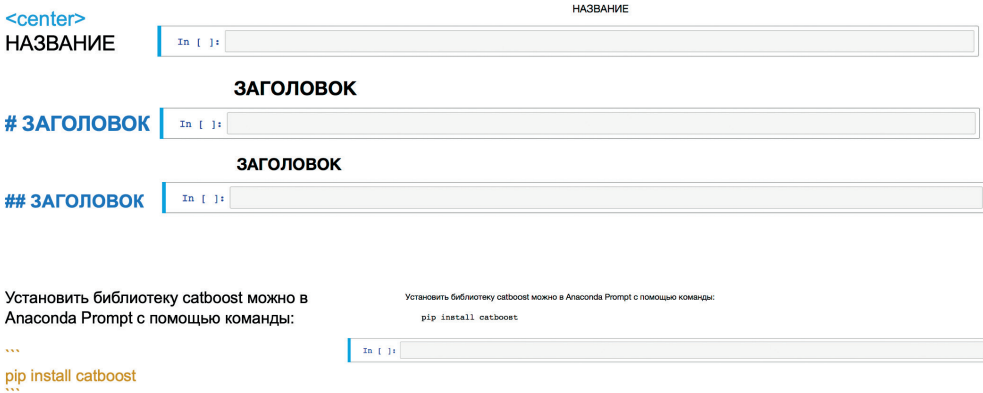 <center>
НАЗВАНИЕ
НАЗВАНИЕ
In [ ]:
ЗАГОЛОВОК
# ЗАГОЛОВОК
In [ ]:
ЗАГОЛОВОК
## ЗАГОЛОВОК
In [ ]:
Установить библиотеку catboost можно в
Anaconda Prompt с помощью команды:
```
pip install catboost
```
Установить библиотеку catboost можно в Anaconda Prompt с помощью команды:
pip install catboost
In [ ]: